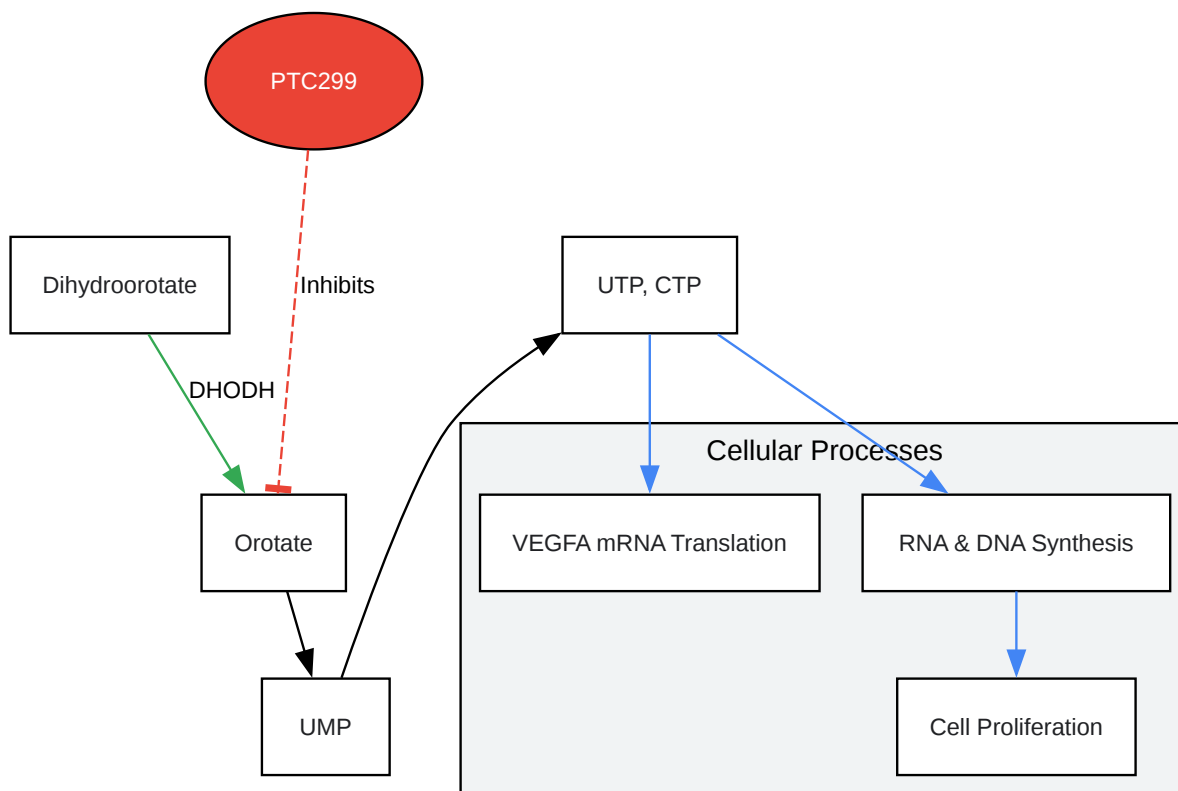 PTC299
Dihydroorotate
Inhibits
UTP, CTP
DHODH
Cellular Processes
Orotate
VEGFA mRNA Translation
RNA & DNA Synthesis
UMP
Cell Proliferation